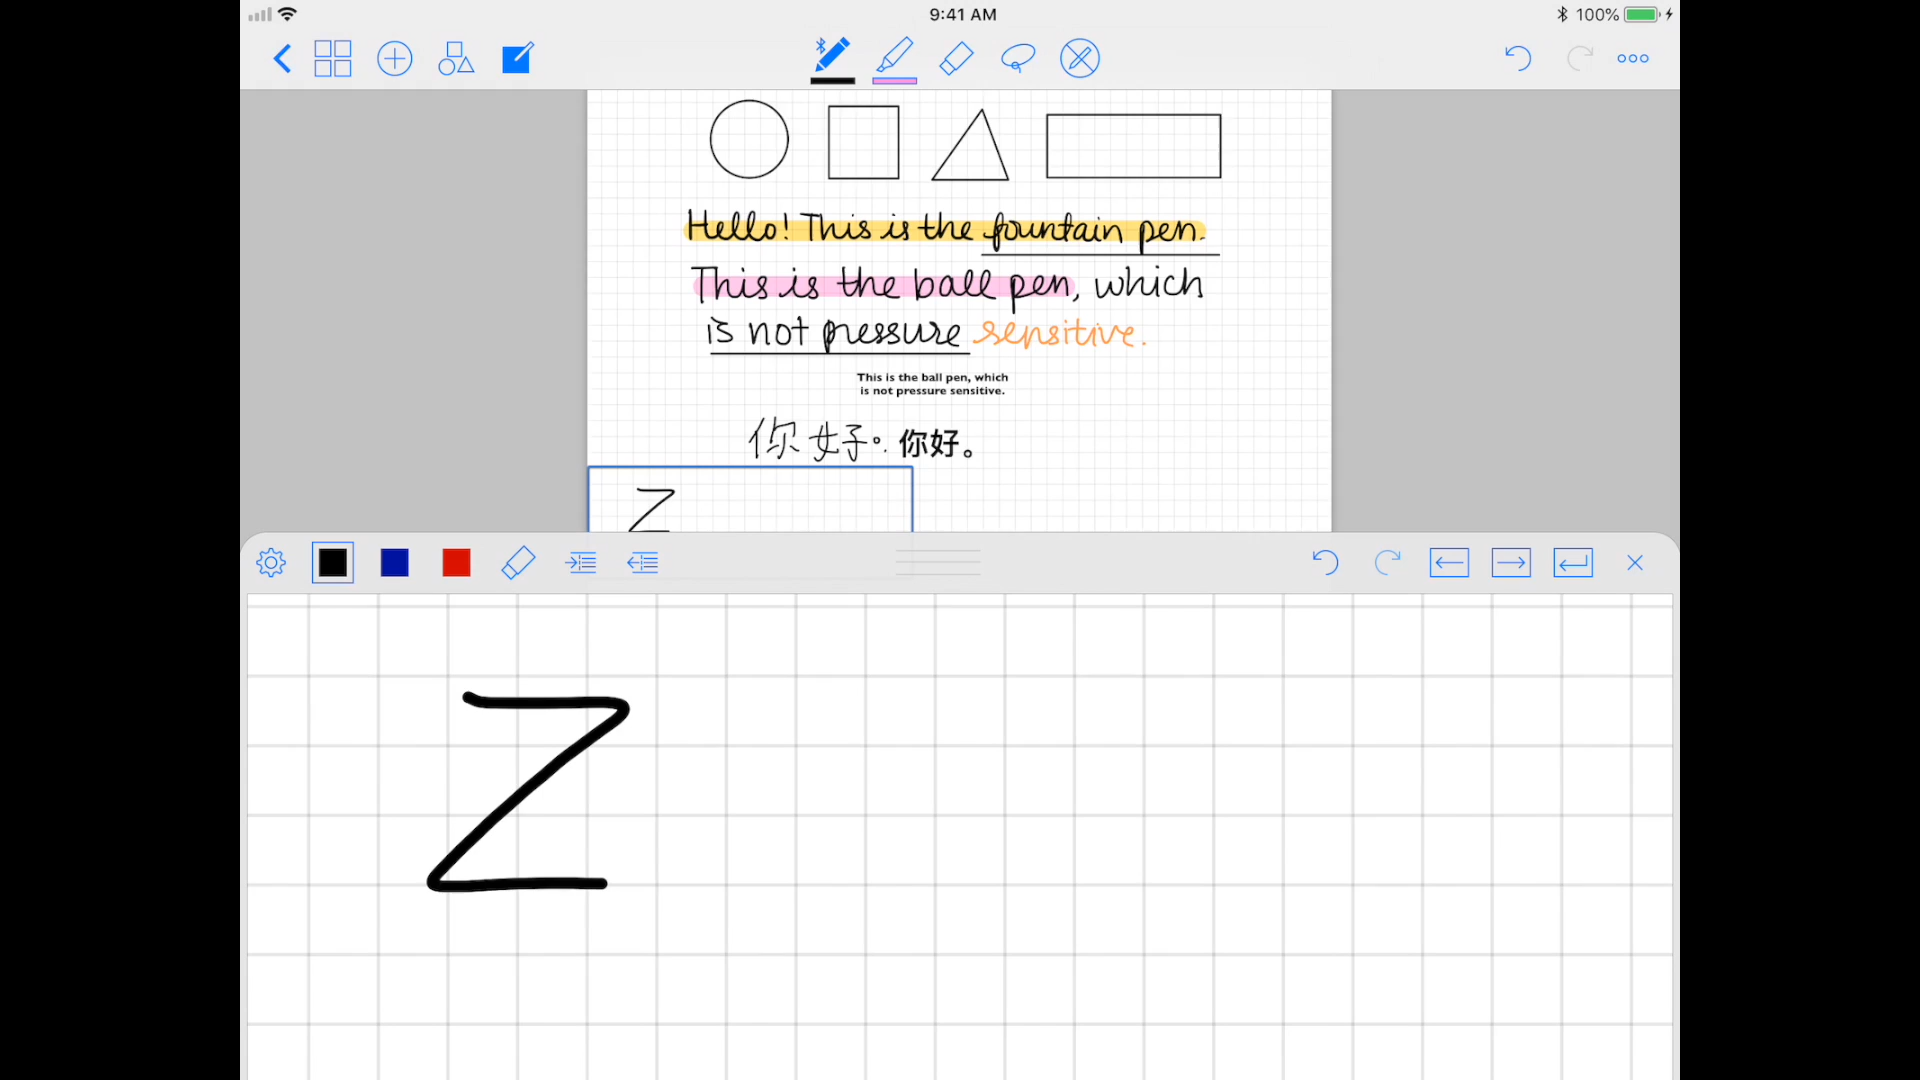 9:41 AM
100%
Hello! This is the fountain pen.
This is the ball pen, which
is not pressure sensitive.
This is the ball pen, which
is not pressure sensitive.
你好。 你好。
Z
Z